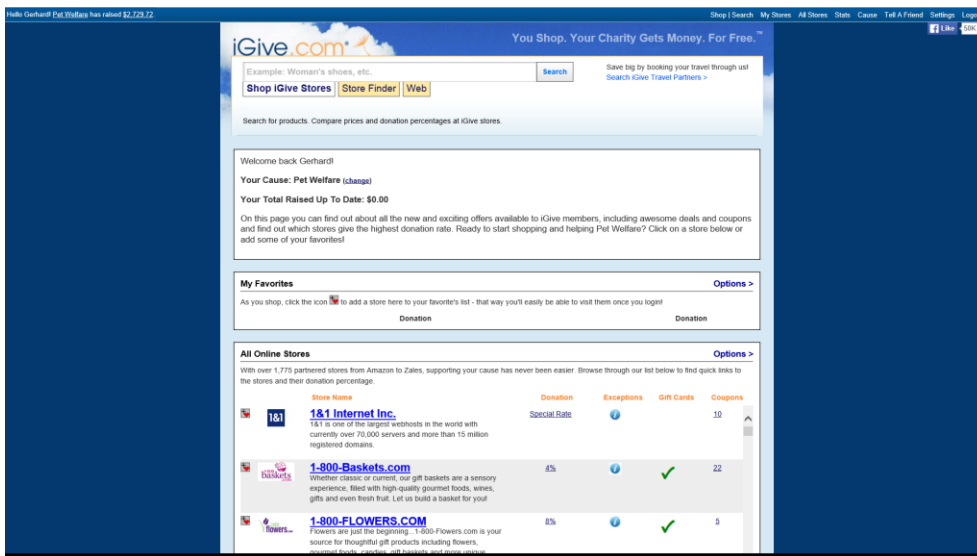 Hello Gerhard! Pet Welfare has raised $2,729.72.
Shop | Search My Stores All Stores Stats Cause Tell A Friend Settings Logo
Like 50K
iGive.com
You Shop. Your Charity Gets Money. For Free.™
Example: Woman's shoes, etc.
Search
Save big by booking your travel through us!
Search iGive Travel Partners >
Shop iGive Stores Store Finder Web
Search for products. Compare prices and donation percentages at iGive stores.
Welcome back Gerhard!
Your Cause: Pet Welfare (change)
Your Total Raised Up To Date: $0.00
On this page you can find out about all the new and exciting offers available to iGive members, including awesome deals and coupons
and find out which stores give the highest donation rate. Ready to start shopping and helping Pet Welfare? Click on a store below or
add some of your favorites!
My Favorites Options >
As you shop, click the icon to add a store here to your favorite's list - that way you'll easily be able to visit them once you login!
Donation Donation
All Online Stores Options >
With over 1,775 partnered stores from Amazon to Zales, supporting your cause has never been easier. Browse through our list below to find quick links to
the stores and their donation percentage.
Store Name Donation Exceptions Gift Cards Coupons
1&1
1&1 Internet Inc. Special Rate 10
1&1 is one of the largest webhosts in the world with
currently over 70,000 servers and more than 15 million
registered domains.
baskets
1-800-Baskets.com 4% 22
Whether classic or current, our gift baskets are a sensory
experience, filled with high-quality gourmet foods, wines,
gifts and even fresh fruit. Let us build a basket for you!
flowers
1-800-FLOWERS.COM 8% 5
Flowers are just the beginning...1-800-Flowers.com is your
source for thoughtful gift products including flowers,
gourmet foods, candies, gift baskets and more unique